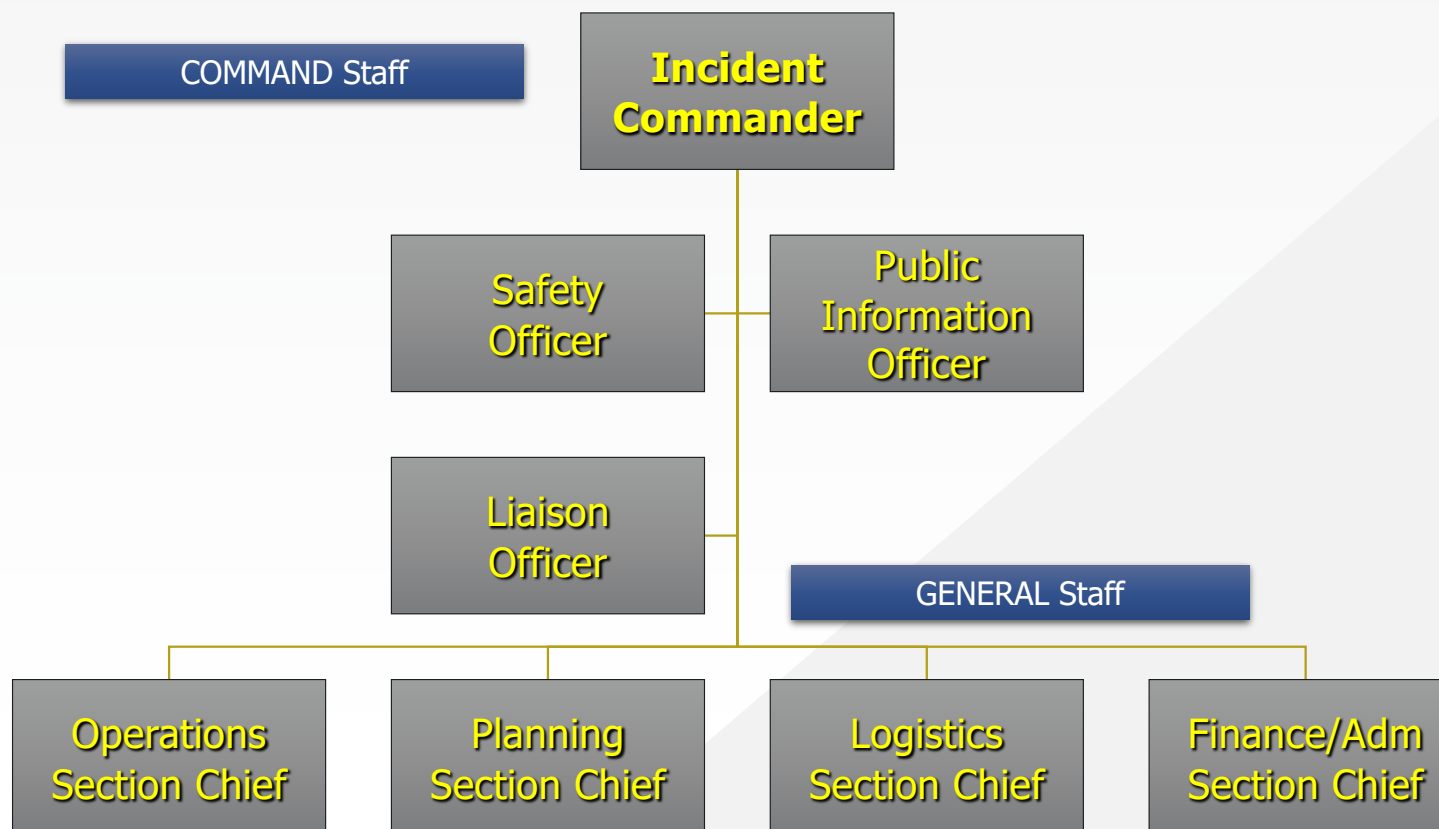 COMMAND Staff
Incident
Commander
Safety
Officer
Public
Information
Officer
Liaison
Officer
GENERAL Staff
Operations
Section Chief
Planning
Section Chief
Logistics
Section Chief
Finance/Adm
Section Chief